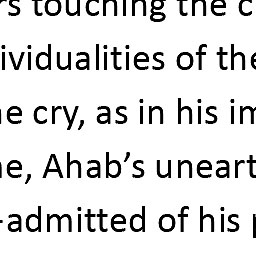 rs touching the c
ividualities of the
e cry, as in his im
e, Ahab’s uneart
-admitted of his